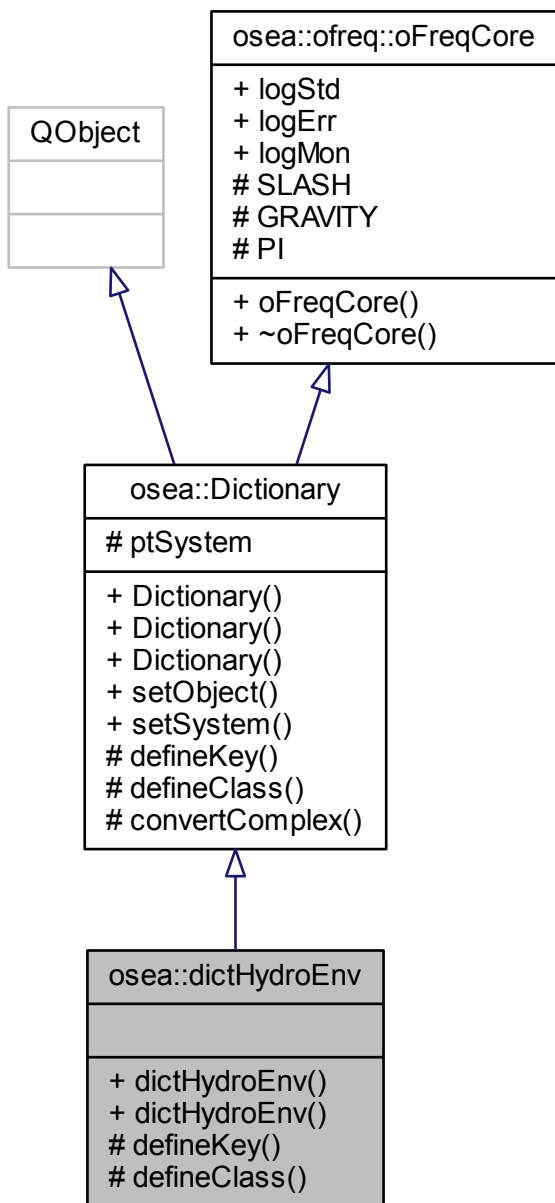 osea::ofreq::oFreqCore
+ logStd
+ logErr
+ logMon
# SLASH
# GRAVITY
# PI
+ oFreqCore()
+ ~oFreqCore()
QObject
osea::Dictionary
# ptSystem
+ Dictionary()
+ Dictionary()
+ Dictionary()
+ setObject()
+ setSystem()
# defineKey()
# defineClass()
# convertComplex()
osea::dictHydroEnv
+ dictHydroEnv()
+ dictHydroEnv()
# defineKey()
# defineClass()